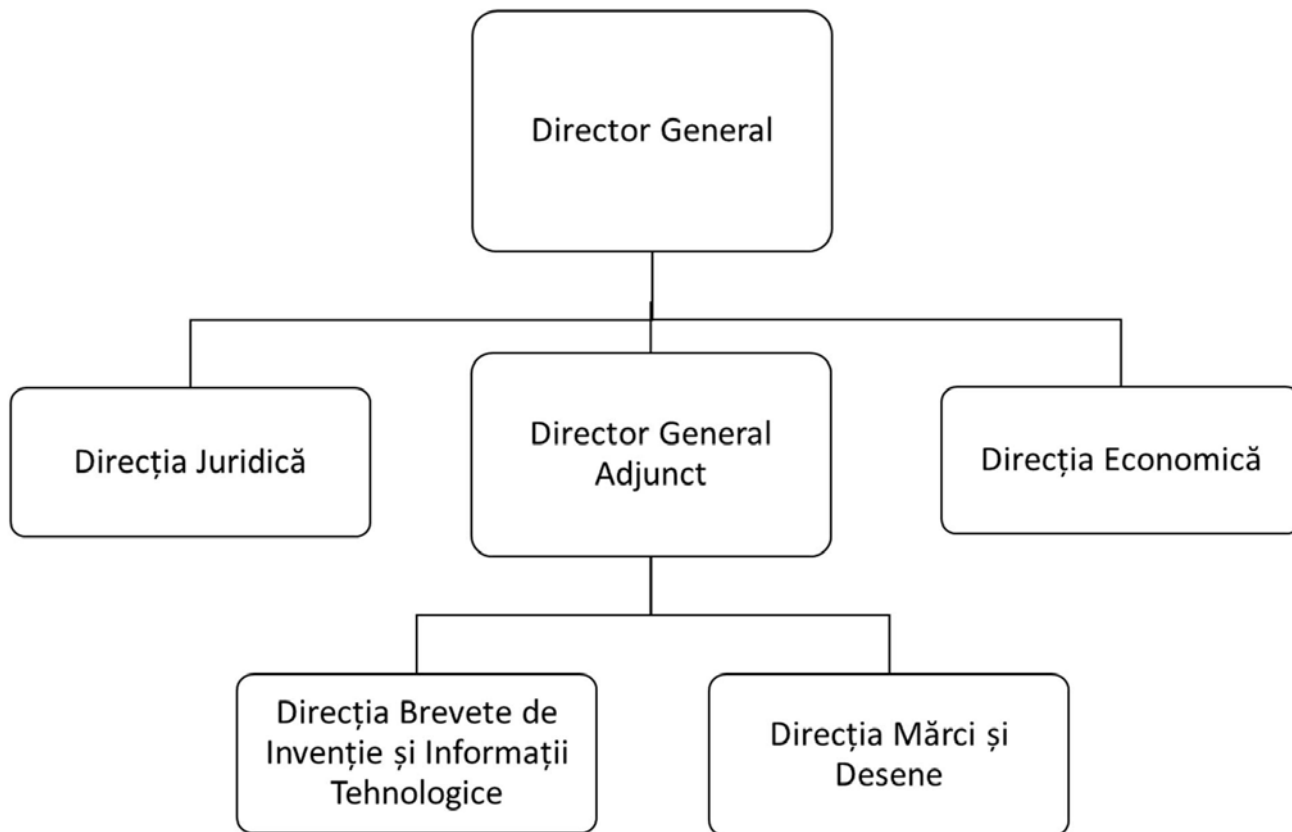 Director General
Direcția Juridică
Director General
Adjunct
Direcția Economică
Direcția Brevete de
Invenție și Informații
Tehnologice
Direcția Mărci și
Desene